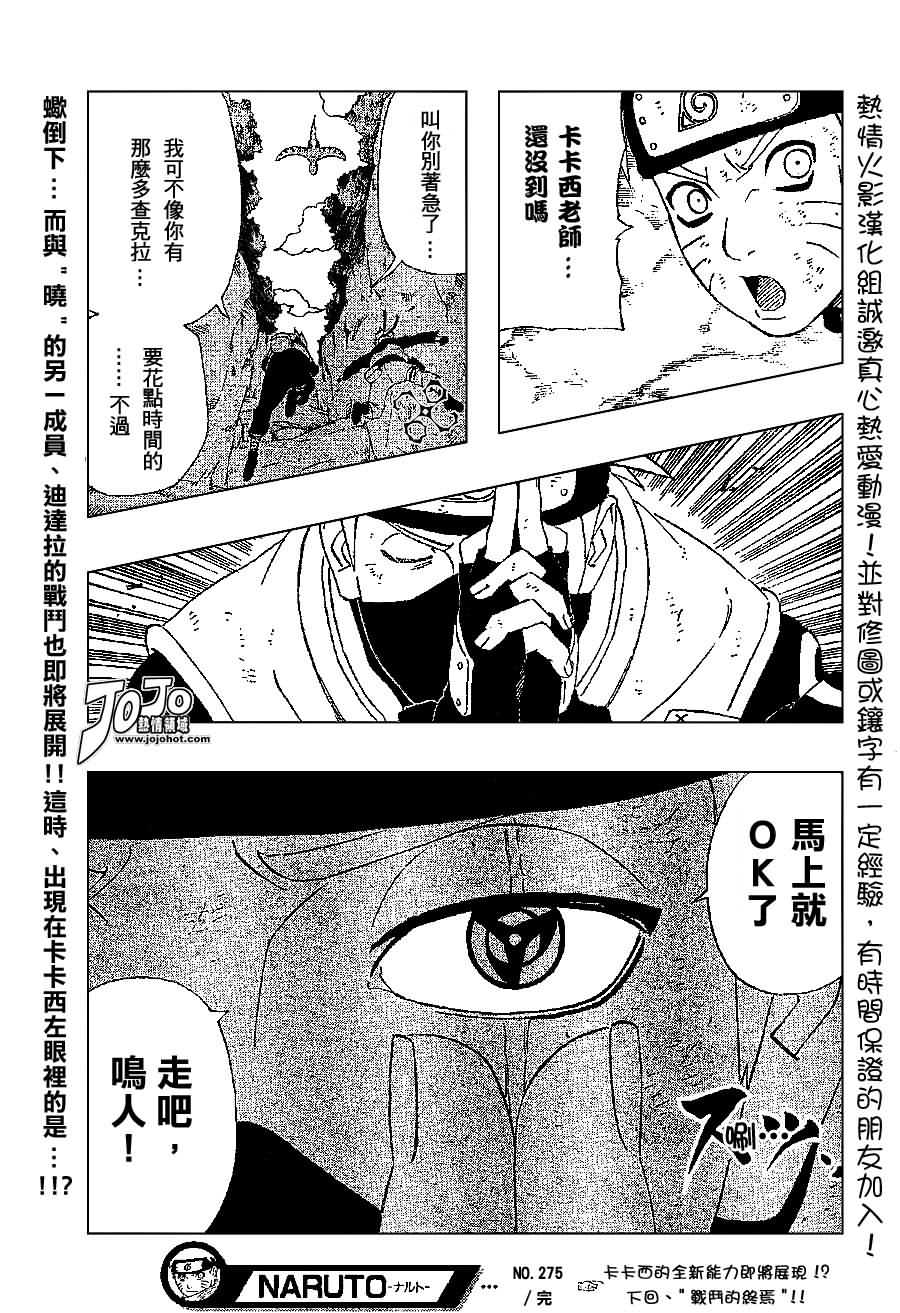 熱情火影漢化組誠邀真心熱愛動漫！並對修圖或鑲字有一定經驗，有時間保證的朋友加入！
卡卡西老師…
還沒到嗎
叫你別著急了…
我可不像你有
那麼多查克拉…
要花點時間的
……不過
馬上就
OK了
走吧，
鳴人！
蠍倒下…而與"曉"的另一成員、迪達拉的戰鬥也即將展開!!這時、出現在卡卡西左眼裡的是…!!?
JOJO
熱情領域
www.jojohot.com
NARUTO -ナルト-
…
NO. 275
/完
卡卡西的全新能力即將展現!?
下回、"戰鬥的終焉"!!